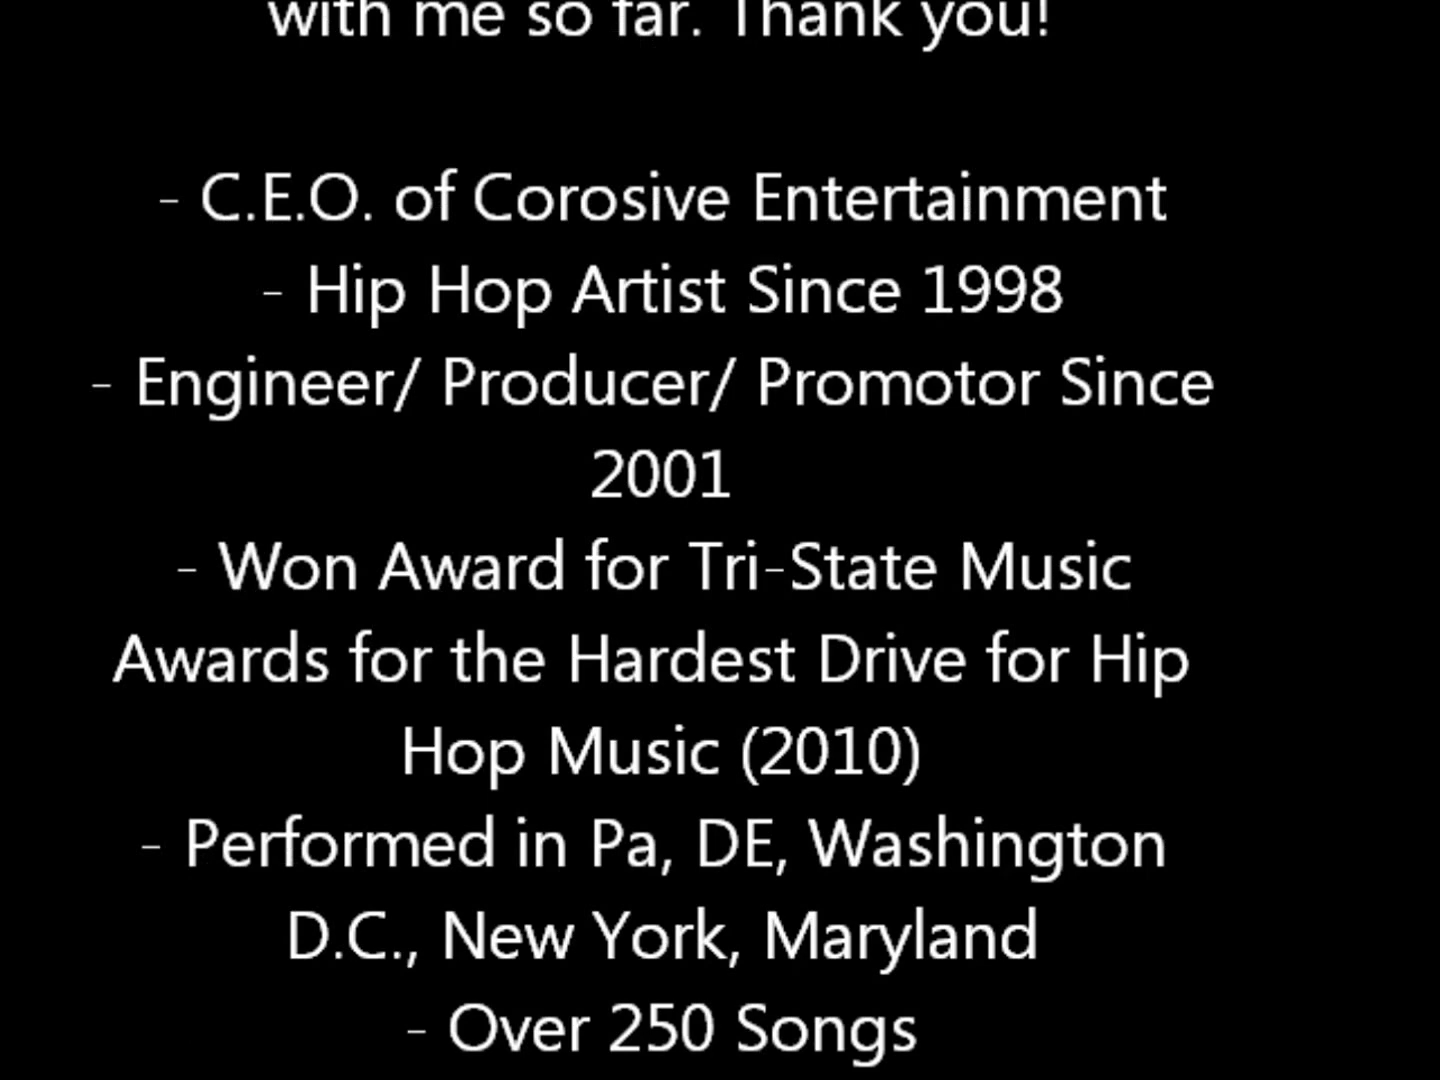 with me so far. Thank you!
- C.E.O. of Corosive Entertainment
- Hip Hop Artist Since 1998
- Engineer/ Producer/ Promotor Since
2001
- Won Award for Tri-State Music
Awards for the Hardest Drive for Hip
Hop Music (2010)
- Performed in Pa, DE, Washington
D.C., New York, Maryland
- Over 250 Songs